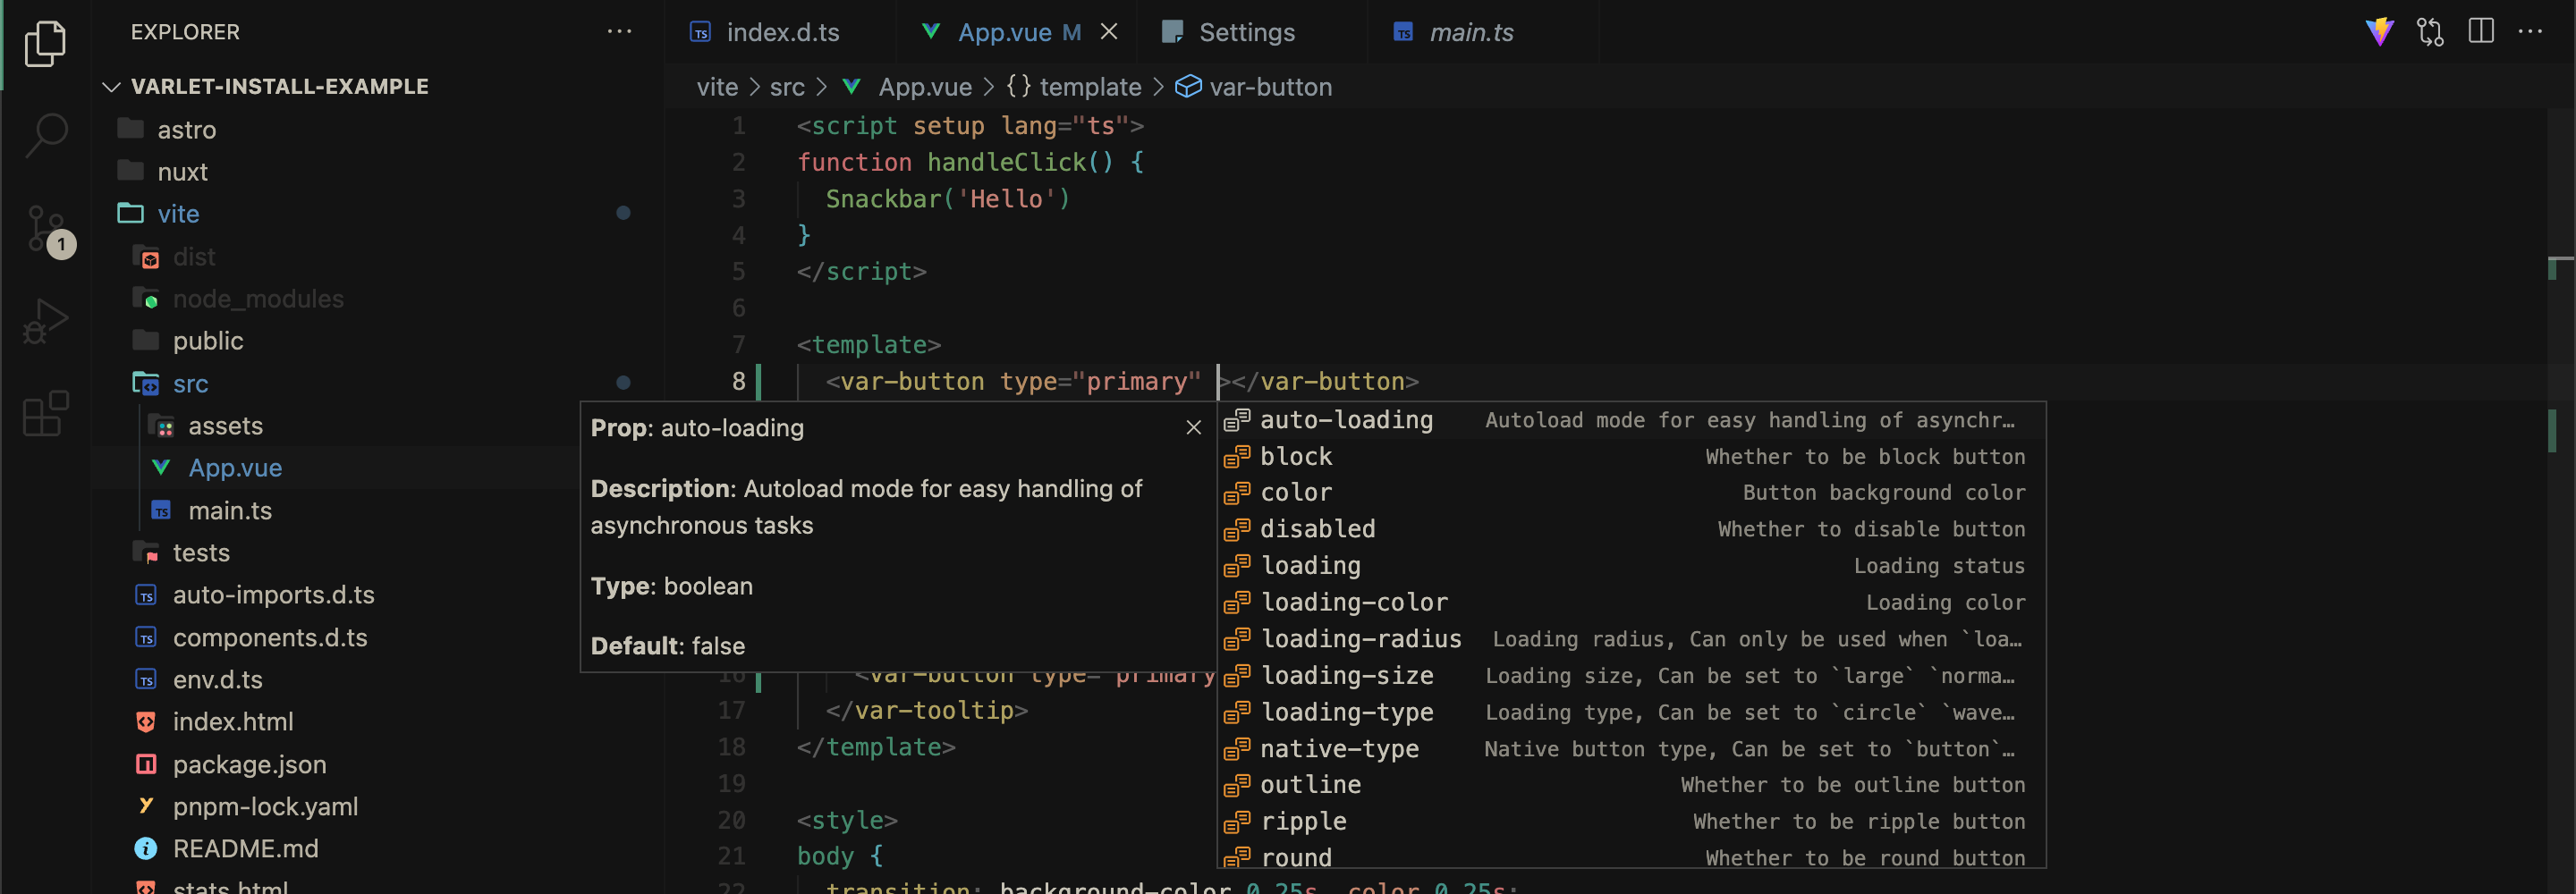 EXPLORER
VARLET-INSTALL-EXAMPLE
astro
nuxt
vite
dist
node_modules
public
src
assets
App.vue
main.ts
tests
auto-imports.d.ts
components.d.ts
env.d.ts
index.html
package.json
pnpm-lock.yaml
README.md
stats.html
1
index.d.ts
App.vue M
Settings
main.ts
vite > src > App.vue > {} template > var-button
1 <script setup lang="ts">
2 function handleClick() {
3 Snackbar('Hello')
4 }
5 </script>
6
7 <template>
8 <var-button type="primary" ></var-button>
Prop: auto-loading
Description: Autoload mode for easy handling of
asynchronous tasks
Type: boolean
Default: false
auto-loading Autoload mode for easy handling of asynchr…
block Whether to be block button
color Button background color
disabled Whether to disable button
loading Loading status
loading-color Loading color
loading-radius Loading radius, Can only be used when `loa…
loading-size Loading size, Can be set to `large` `norma…
loading-type Loading type, Can be set to `circle` `wave…
native-type Native button type, Can be set to `button`…
outline Whether to be outline button
ripple Whether to be ripple button
round Whether to be round button
16 <var-button type="primary
17 </var-tooltip>
18 </template>
19
20 <style>
21 body {
22 transition: background-color 0.25s, color 0.25s;